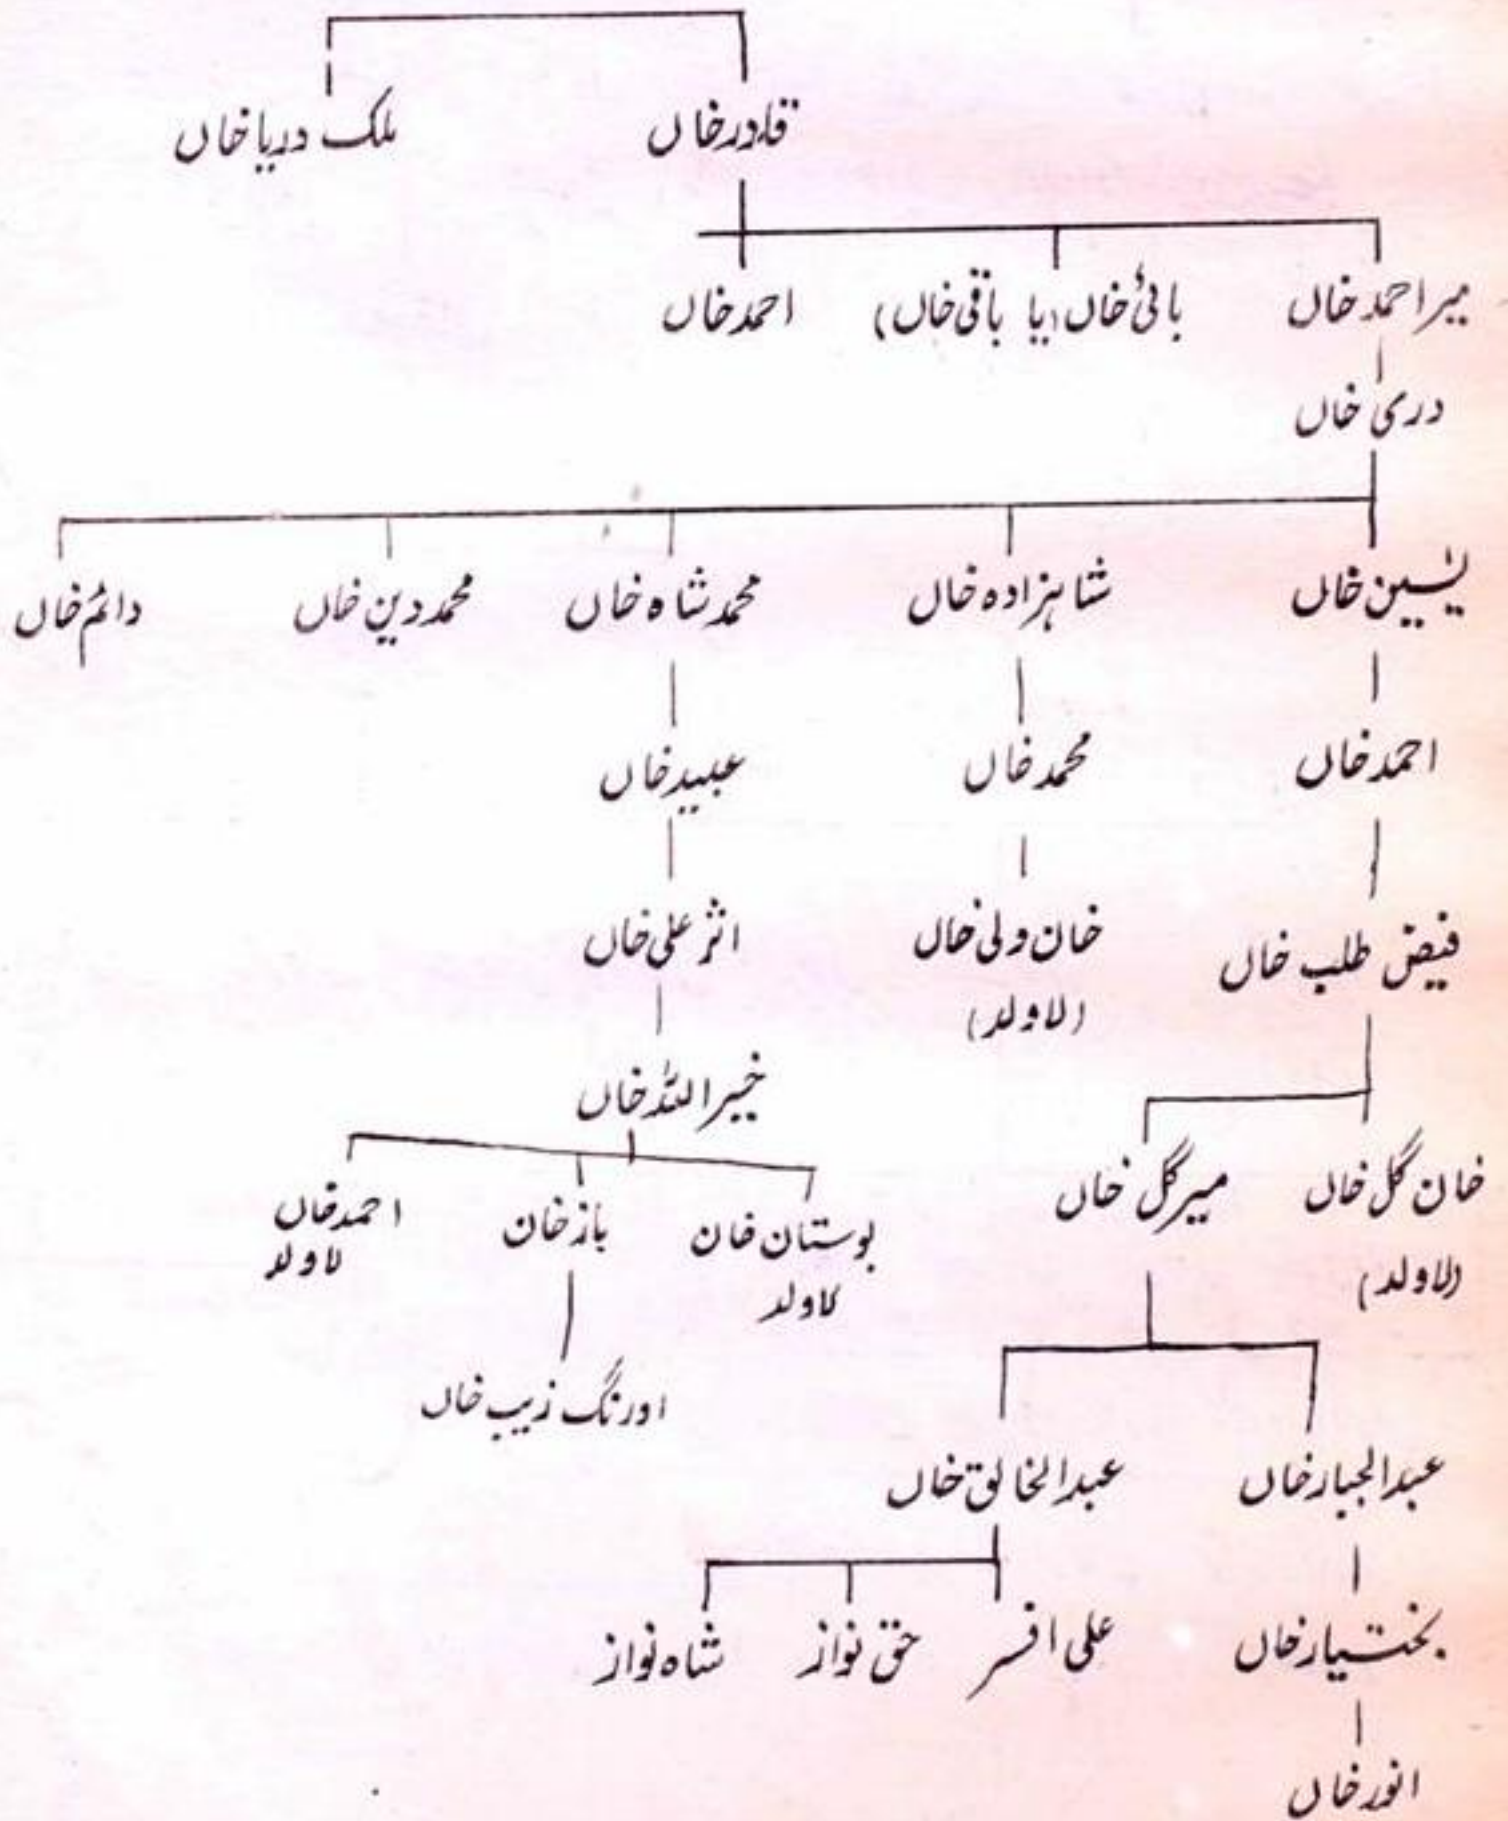 قادر خاں ملک دریا خاں
میر احمد خاں بائی خاں (یا باقی خاں) احمد خاں
دری خاں
یٰسین خاں شاہزادہ خاں محمد شاہ خاں محمد دین خاں دائم خاں
احمد خاں محمد خاں عبید خاں
فیض طلب خاں خان ولی خاں اثر علی خاں
(لاولد)
خیر اللہ خاں
خان گل خاں میر گل خاں بوستان خان باز خان احمد خاں
(لاولد) لاولد لاولد
اورنگ زیب خاں
عبدالجبار خاں عبدالخالق خاں
بختیار خاں علی افسر حق نواز شاہ نواز
انور خاں